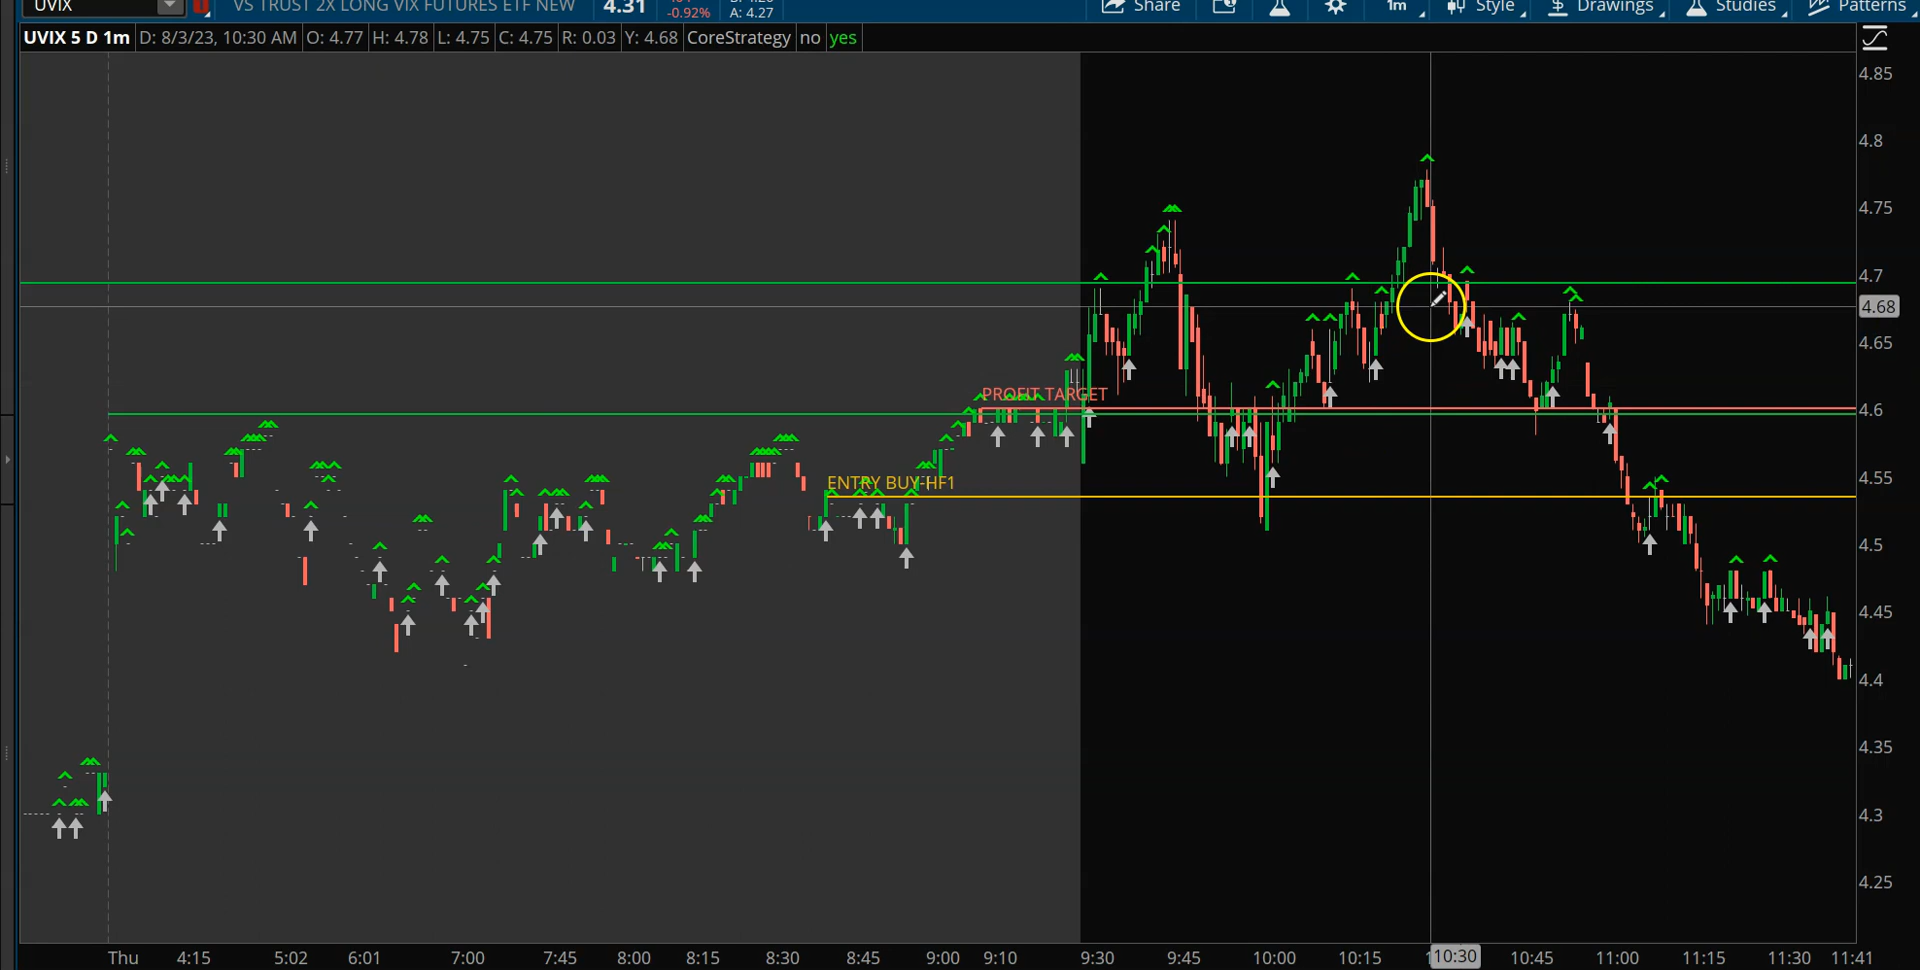 UVIX
VS TRUST 2X LONG VIX FUTURES ETF NEW
4.31
-0.92%
A: 4.27
Share
1m
Style
Drawings
Studies
Patterns
UVIX 5 D 1m D: 8/3/23, 10:30 AM O: 4.77 H: 4.78 L: 4.75 C: 4.75 R: 0.03 Y: 4.68 CoreStrategy no yes
4.85
4.8
4.75
4.7
4.68
4.65
PROFIT TARGET
4.6
ENTRY BUY-HF1
4.55
4.5
4.45
4.4
4.35
4.3
4.25
Thu 4:15 5:02 6:01 7:00 7:45 8:00 8:15 8:30 8:45 9:00 9:10 9:30 9:45 10:00 10:15 10:30 10:45 11:00 11:15 11:30 11:41